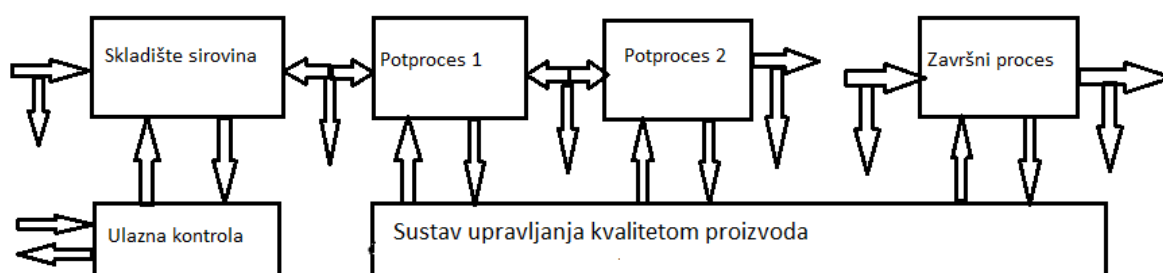 Skladište sirovina
Potproces 1
Potproces 2
Završni proces
Ulazna kontrola
Sustav upravljanja kvalitetom proizvoda